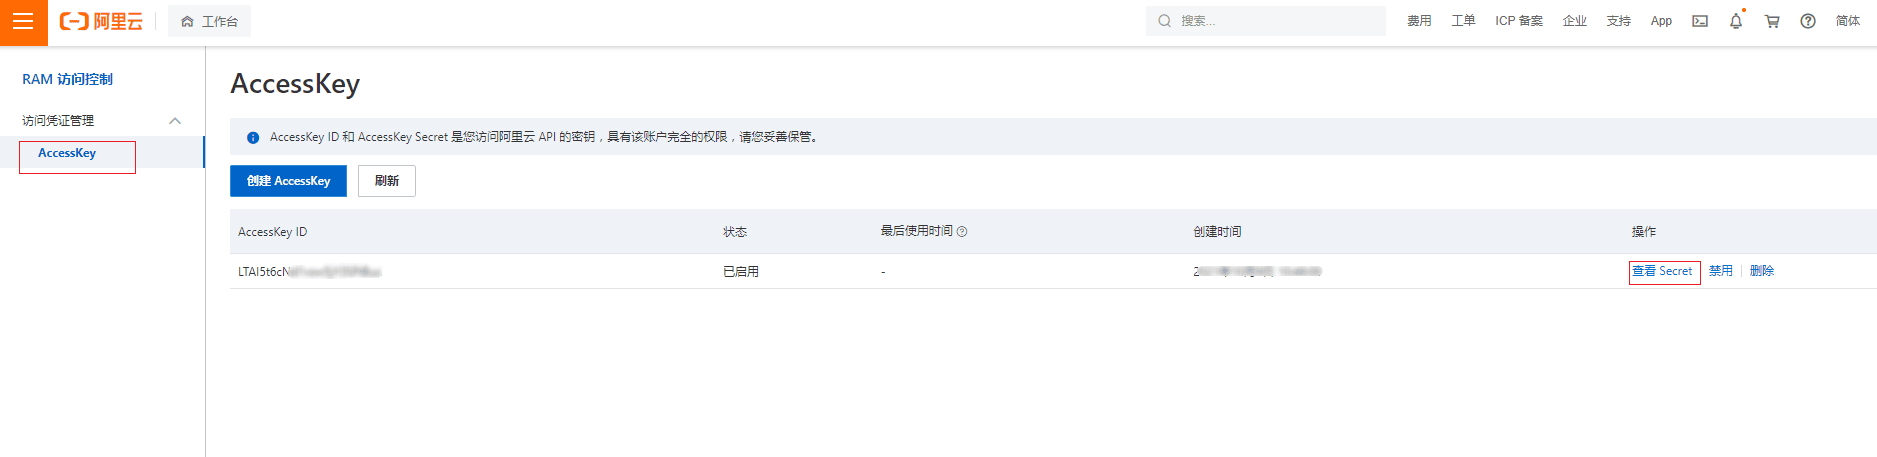 阿里云 工作台 搜索... 费用 工单 ICP 备案 企业 支持 App 简体
RAM 访问控制
访问凭证管理
AccessKey
AccessKey
AccessKey ID 和 AccessKey Secret 是您访问阿里云 API 的密钥，具有该账户完全的权限，请您妥善保管。
创建 AccessKey 刷新
AccessKey ID 状态 最后使用时间 创建时间 操作
LTAI5t6cN 已启用 - 2 查看 Secret 禁用 删除